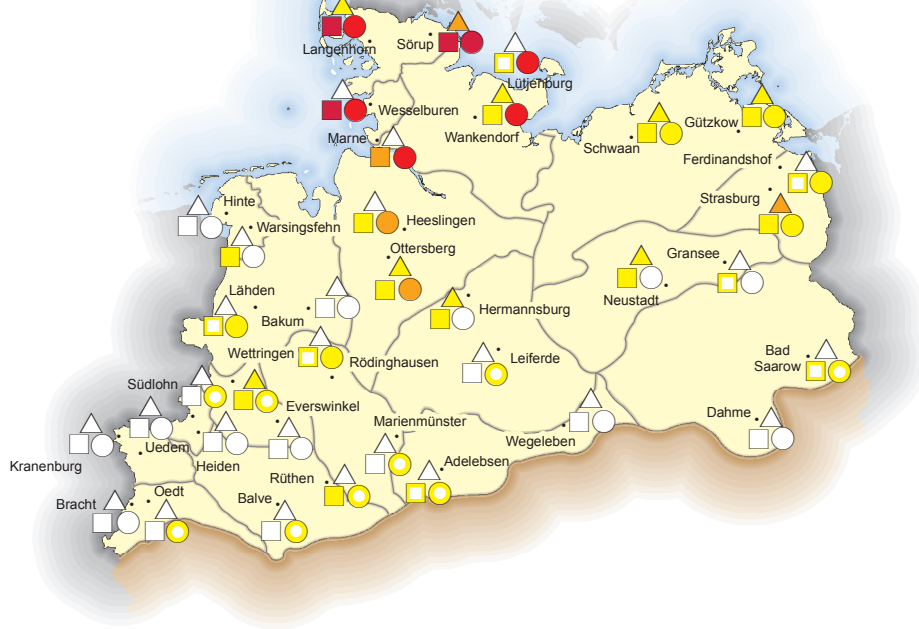 Langenhorn
Sörup
Lütjenburg
Wesselburen
Wankendorf
Marne
Schwaan
Gützkow
Ferdinandshof
Strasburg
Hinte
Warsingsfehn
Heeslingen
Ottersberg
Gransee
Neustadt
Lähden
Bakum
Hermannsburg
Wettringen
Rödinghausen
Leiferde
Bad
Saarow
Südlohn
Everswinkel
Marienmünster
Dahme
Wegeleben
Uedem
Kranenburg
Heiden
Rüthen
Adelebsen
Bracht
Oedt
Balve